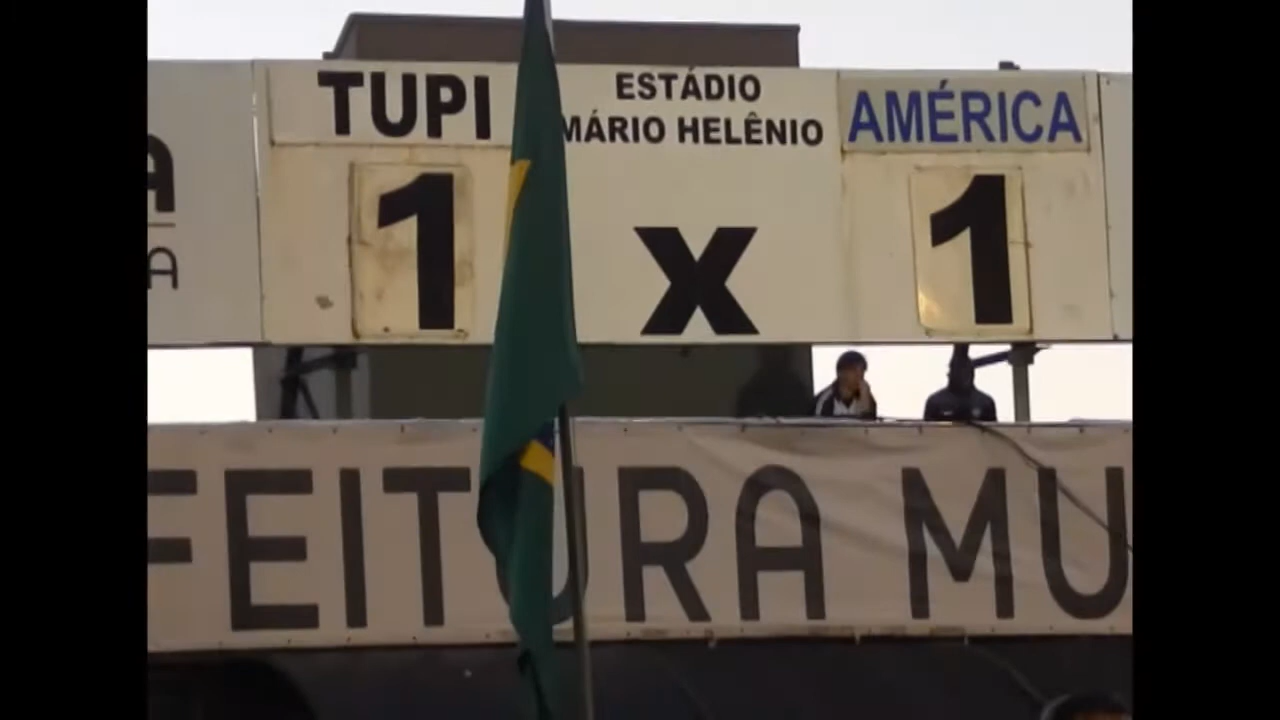 TUPI
ESTÁDIO
MÁRIO HELÊNIO
AMÉRICA
1 x 1
A
A
FEITURA MU